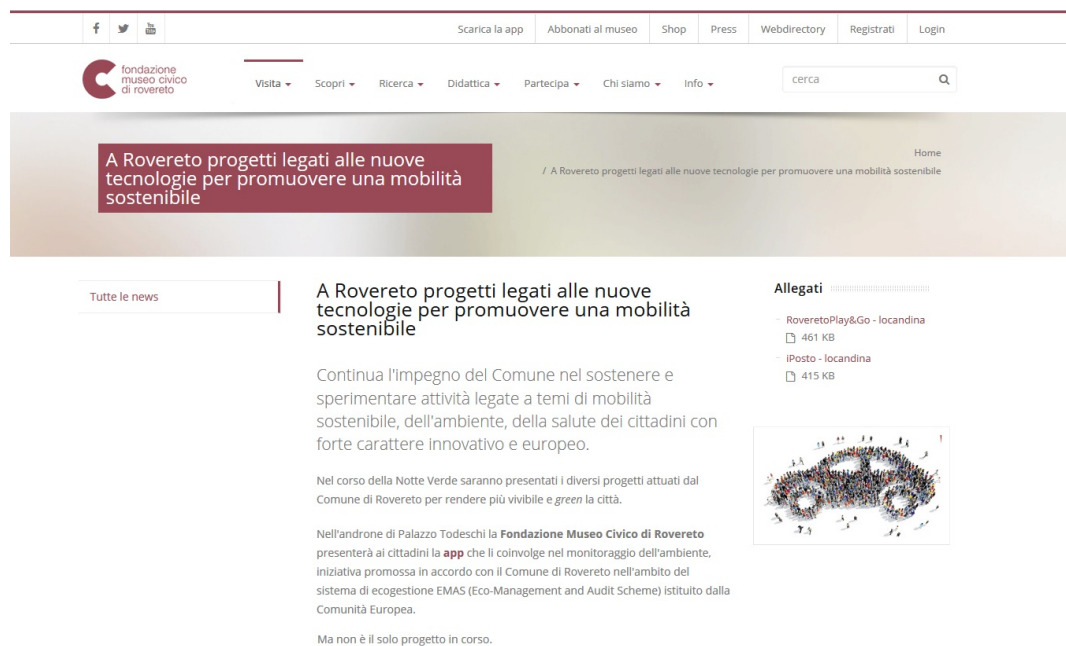 Scarica la app
Abbonati al museo
Shop
Press
Webdirectory
Registrati
Login
fondazione
museo civico
di rovereto
Visita
Scopri
Ricerca
Didattica
Partecipa
Chi siamo
Info
cerca
A Rovereto progetti legati alle nuove
tecnologie per promuovere una mobilità
sostenibile
Home
/ A Rovereto progetti legati alle nuove tecnologie per promuovere una mobilità sostenibile
Tutte le news
A Rovereto progetti legati alle nuove
tecnologie per promuovere una mobilità
sostenibile
Continua l'impegno del Comune nel sostenere e
sperimentare attività legate a temi di mobilità
sostenibile, dell'ambiente, della salute dei cittadini con
forte carattere innovativo e europeo.
Nel corso della Notte Verde saranno presentati i diversi progetti attuati dal
Comune di Rovereto per rendere più vivibile e green la città.
Nell'androne di Palazzo Todeschi la Fondazione Museo Civico di Rovereto
presenterà ai cittadini la app che li coinvolge nel monitoraggio dell'ambiente,
iniziativa promossa in accordo con il Comune di Rovereto nell'ambito del
sistema di ecogestione EMAS (Eco-Management and Audit Scheme) istituito dalla
Comunità Europea.
Ma non è il solo progetto in corso.
Allegati
RoveretoPlay&Go - locandina
461 KB
iPosto - locandina
415 KB